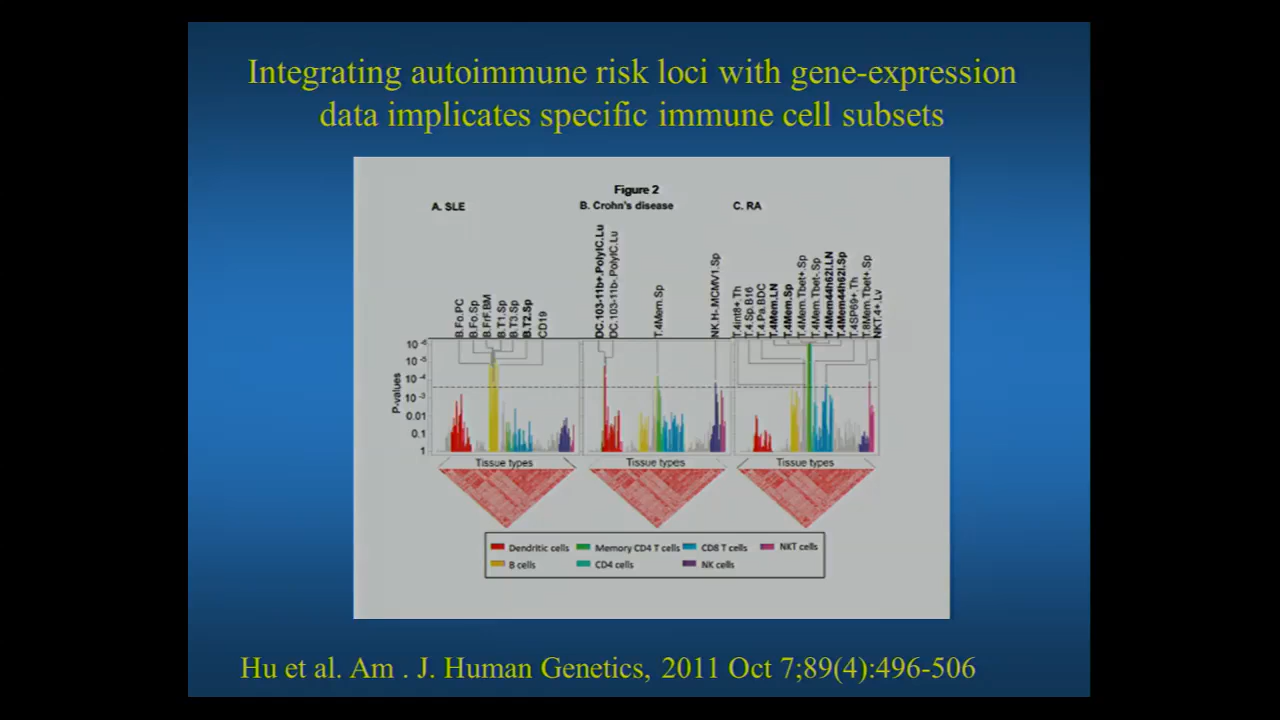 Integrating autoimmune risk loci with gene-expression
data implicates specific immune cell subsets
Figure 2
A. SLE
B. Crohn's disease
C. RA
B.Fo.PC
B.Fo.Sp
B.FrF.BM
B.T1.Sp
B.T3.Sp
B.T2.Sp
CD19
DC.103-11b+.PolyIC.Lu
DC.103-11b-.PolyIC.Lu
T.4Mem.Sp
NK.H-.MCMV1.Sp
T.4int8+.Th
T.4.Sp.B16
T.4.Pa.BDC
T.4Mem.LN
T.4Mem.Sp
T.4Mem.Tbet+.Sp
T.4Mem.Tbet-.Sp
T.4Mem44h62l.LN
T.4Mem44h62l.Sp
T.4SP69+.Th
T.8Mem.Tbet+.Sp
NKT.4+.Lv
P-values
10⁻⁶
10⁻⁵
10⁻⁴
10⁻³
0.01
0.1
1
Tissue types
Tissue types
Tissue types
Dendritic cells
Memory CD4 T cells
CD8 T cells
NKT cells
B cells
CD4 cells
NK cells
Hu et al. Am . J. Human Genetics, 2011 Oct 7;89(4):496-506